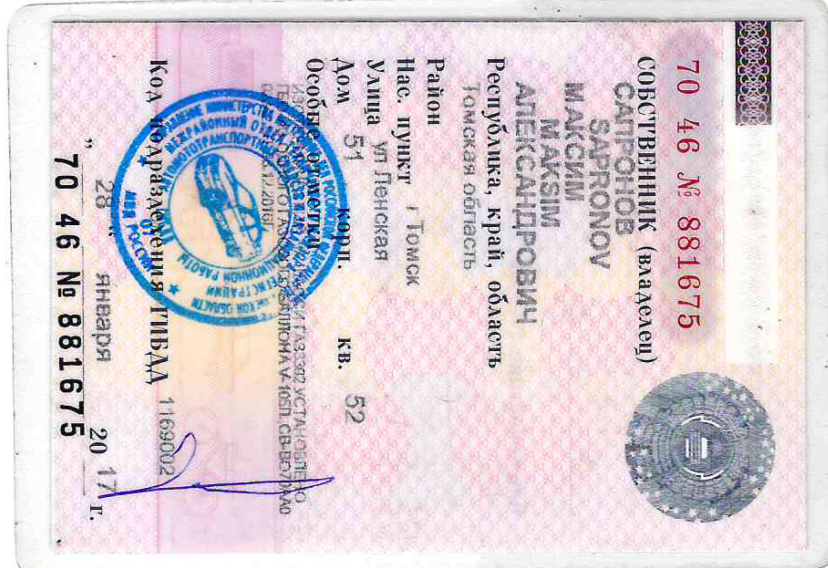 70 46 № 881675
СОБСТВЕННИК (владелец)
САПРОНОВ
SAPRONOV
МАКСИМ
MAKSIM
АЛЕКСАНДРОВИЧ
Республика, край, область
Томская область
Район
Нас. пункт г Томск
Улица ул Ленская
Дом 51 корп. кв. 52
Особые отметки
ГАЗ3302 УСТАНОВЛЕНО
Код подразделения ГИБДД 1169002
" 28 " января 20 17 г.
70 46 № 881675